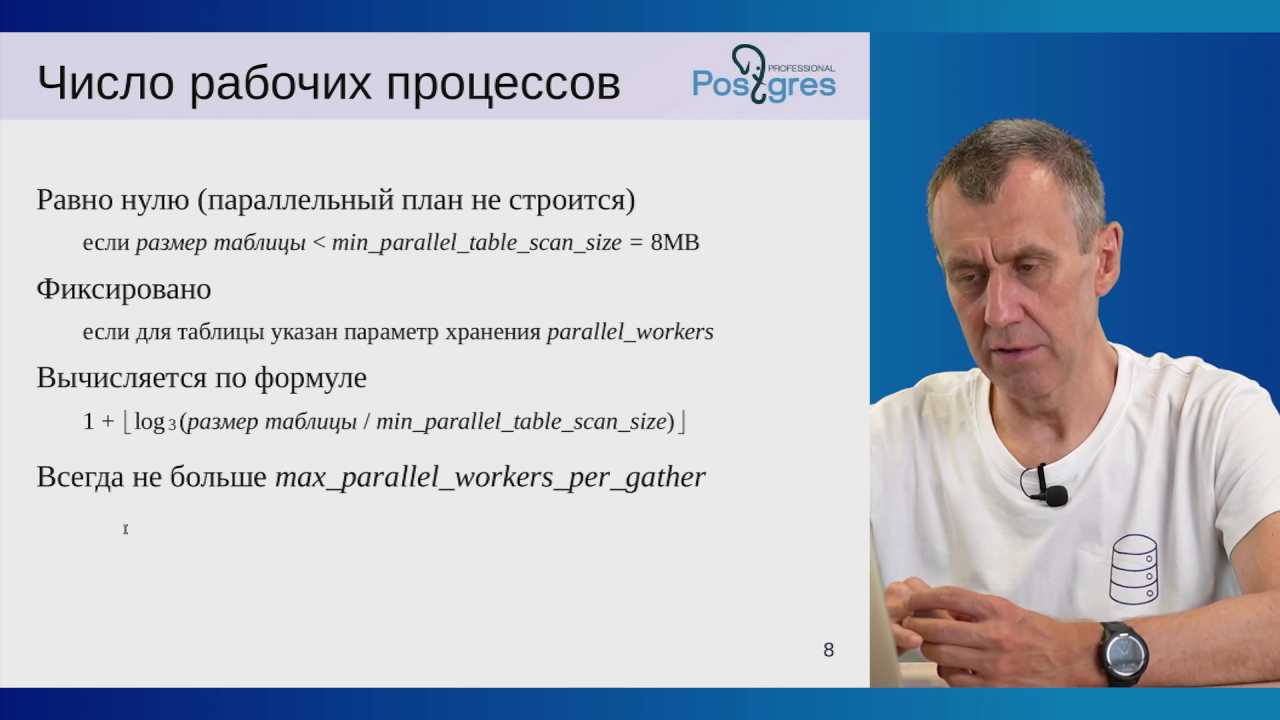 Число рабочих процессов
PROFESSIONAL
Postgres
Равно нулю (параллельный план не строится)
если размер таблицы < min_parallel_table_scan_size = 8MB
Фиксировано
если для таблицы указан параметр хранения parallel_workers
Вычисляется по формуле
1 + ⌊log₃(размер таблицы / min_parallel_table_scan_size)⌋
Всегда не больше max_parallel_workers_per_gather
8